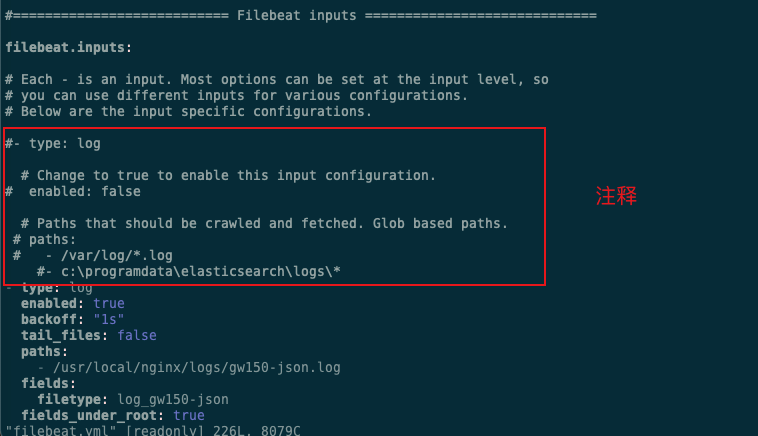 #=========================== Filebeat inputs =============================
filebeat.inputs:
# Each - is an input. Most options can be set at the input level, so
# you can use different inputs for various configurations.
# Below are the input specific configurations.
#- type: log
  # Change to true to enable this input configuration.
#  enabled: false
注释
  # Paths that should be crawled and fetched. Glob based paths.
 # paths:
 #   - /var/log/*.log
    #- c:\programdata\elasticsearch\logs\*
- type: log
  enabled: true
  backoff: "1s"
  tail_files: false
  paths:
    - /usr/local/nginx/logs/gw150-json.log
  fields:
    filetype: log_gw150-json
  fields_under_root: true
"filebeat.yml" [readonly] 226L, 8079C